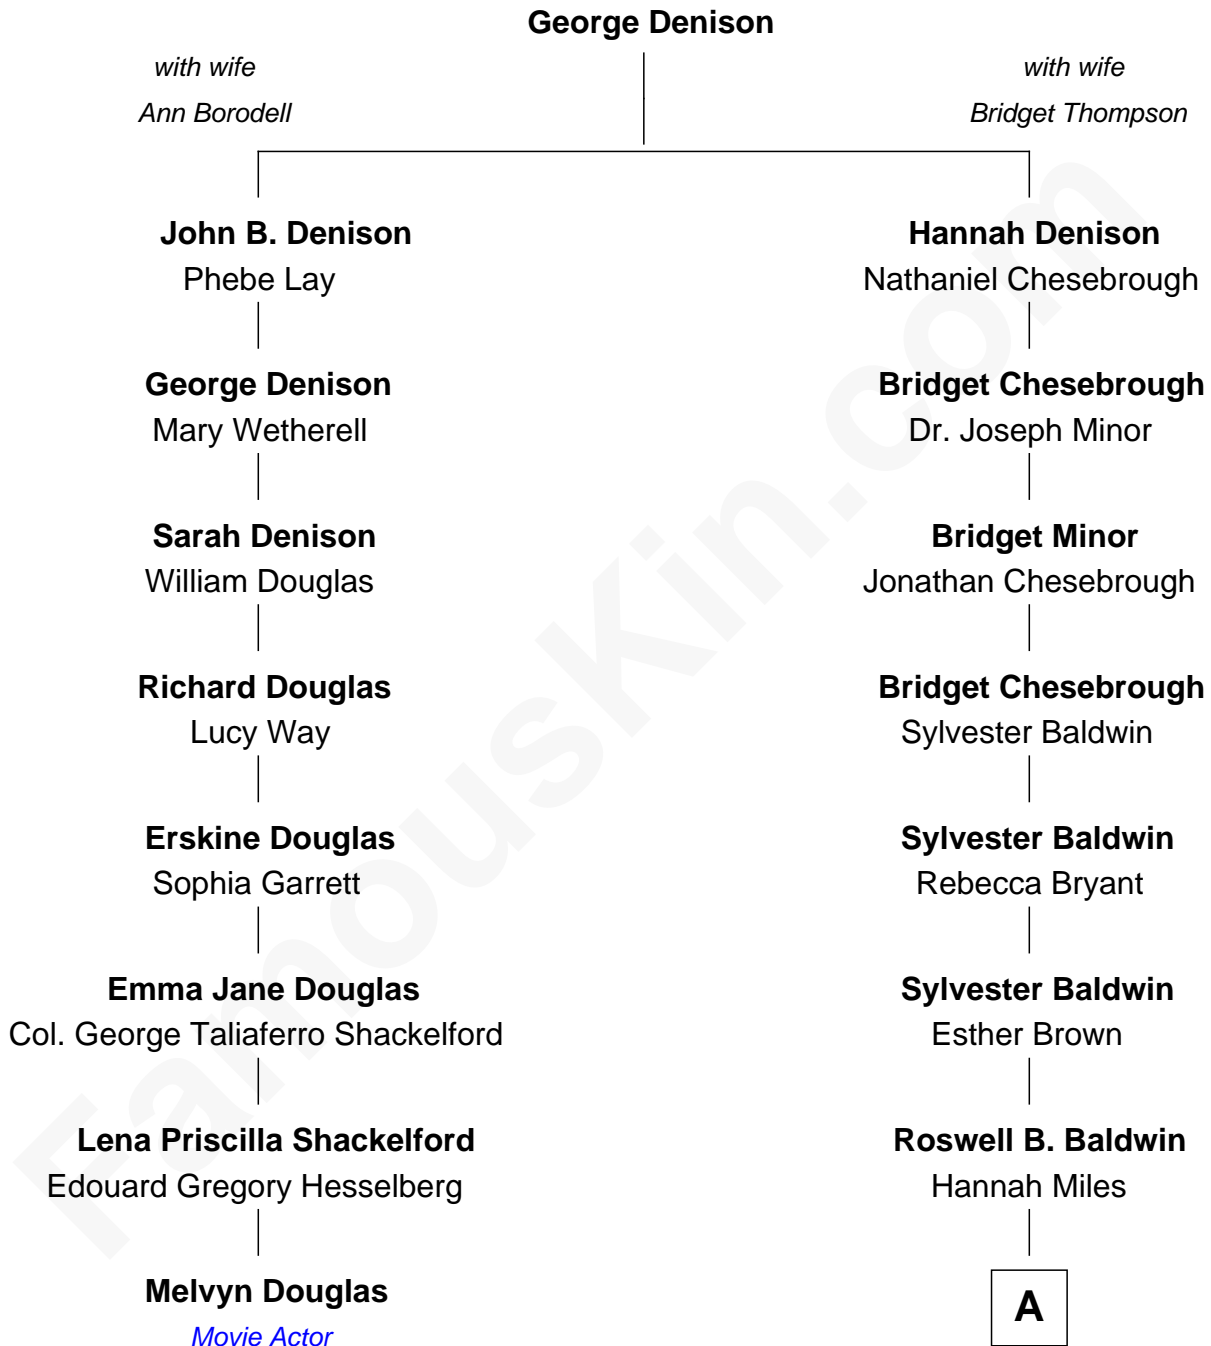 George Denison
with wife
Ann Borodell
with wife
Bridget Thompson
John B. Denison
Phebe Lay
George Denison
Mary Wetherell
Sarah Denison
William Douglas
Richard Douglas
Lucy Way
Erskine Douglas
Sophia Garrett
Emma Jane Douglas
Col. George Taliaferro Shackelford
Lena Priscilla Shackelford
Edouard Gregory Hesselberg
Melvyn Douglas
Movie Actor
Hannah Denison
Nathaniel Chesebrough
Bridget Chesebrough
Dr. Joseph Minor
Bridget Minor
Jonathan Chesebrough
Bridget Chesebrough
Sylvester Baldwin
Sylvester Baldwin
Rebecca Bryant
Sylvester Baldwin
Esther Brown
Roswell B. Baldwin
Hannah Miles
A
FamousKin.com